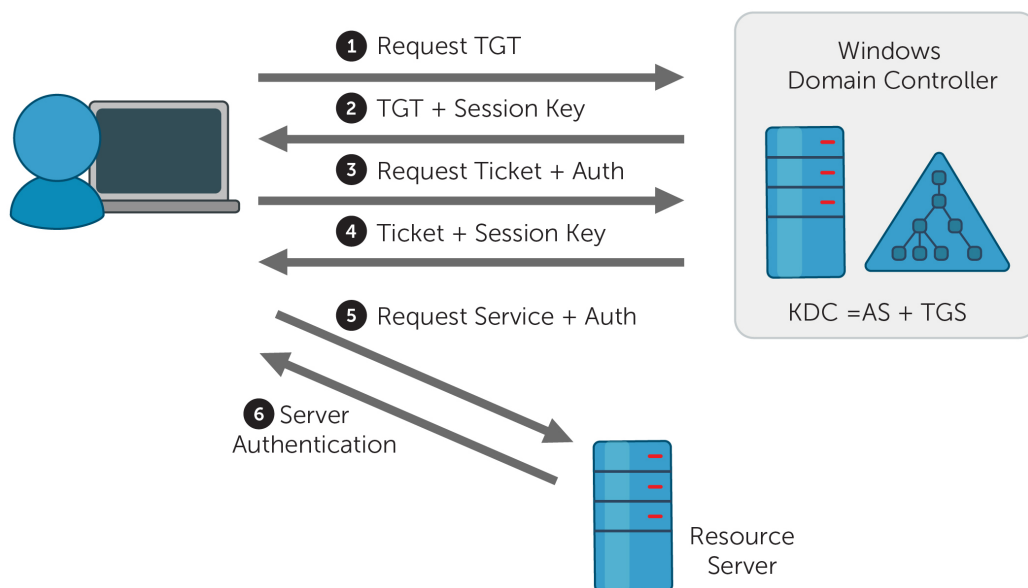 1 Request TGT
2 TGT + Session Key
3 Request Ticket + Auth
4 Ticket + Session Key
5 Request Service + Auth
6 Server
Authentication
Windows
Domain Controller
KDC =AS + TGS
Resource
Server